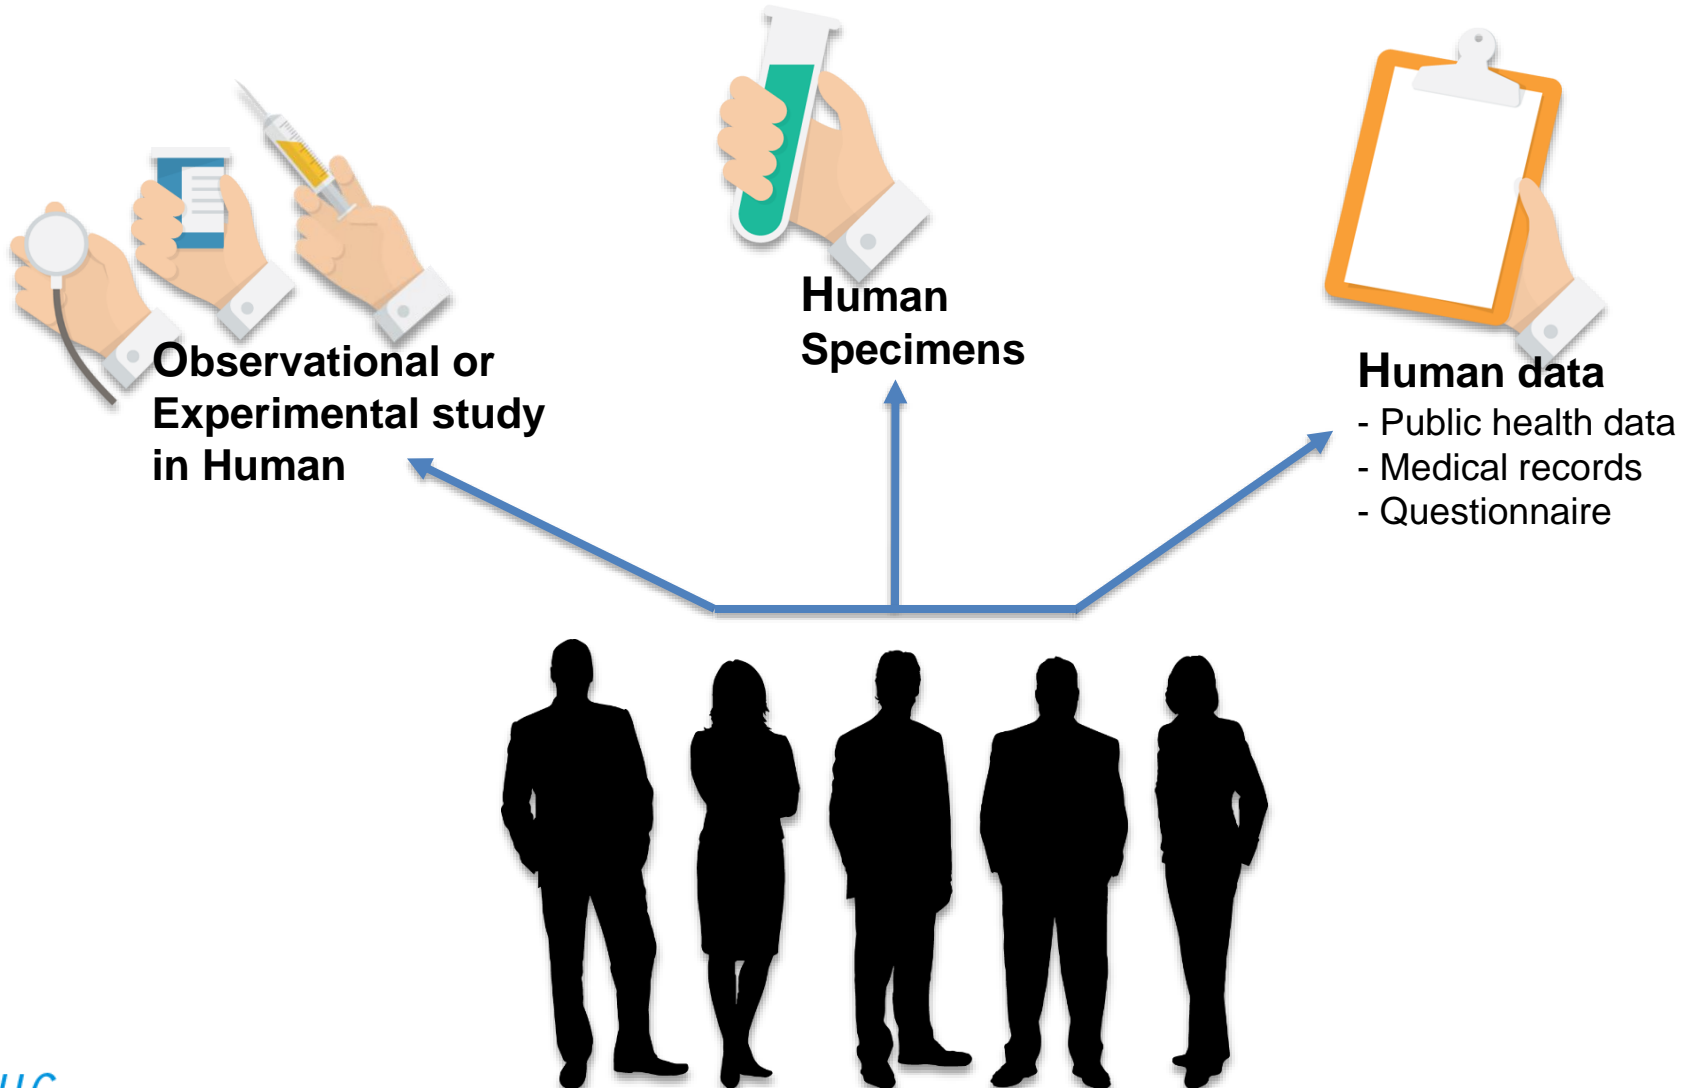 Observational or
Experimental study
in Human
Human
Specimens
Human data
- Public health data
- Medical records
- Questionnaire